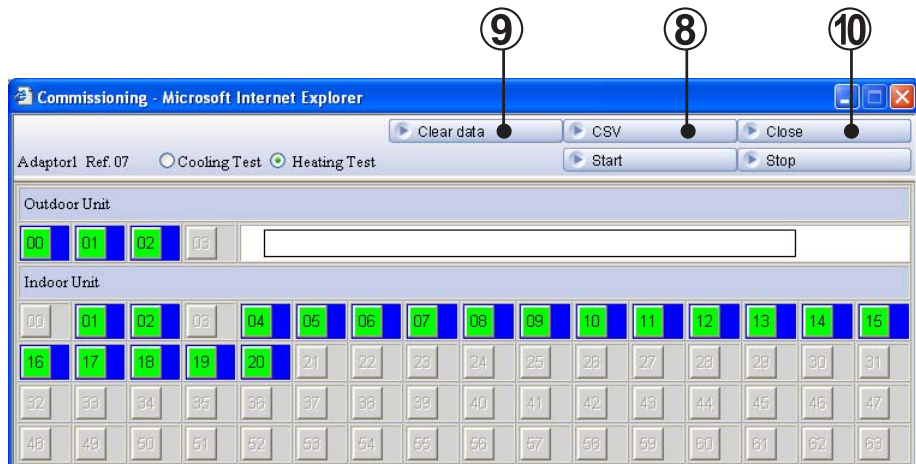 9 8 10
Commissioning - Microsoft Internet Explorer
Clear data CSV Close
Adaptor1 Ref. 07 Cooling Test Heating Test Start Stop
Outdoor Unit
00 01 02 03
Indoor Unit
00 01 02 03 04 05 06 07 08 09 10 11 12 13 14 15
16 17 18 19 20 21 22 23 24 25 26 27 28 29 30 31
32 33 34 35 36 37 38 39 40 41 42 43 44 45 46 47
48 49 50 51 52 53 54 55 56 57 58 59 60 61 62 63